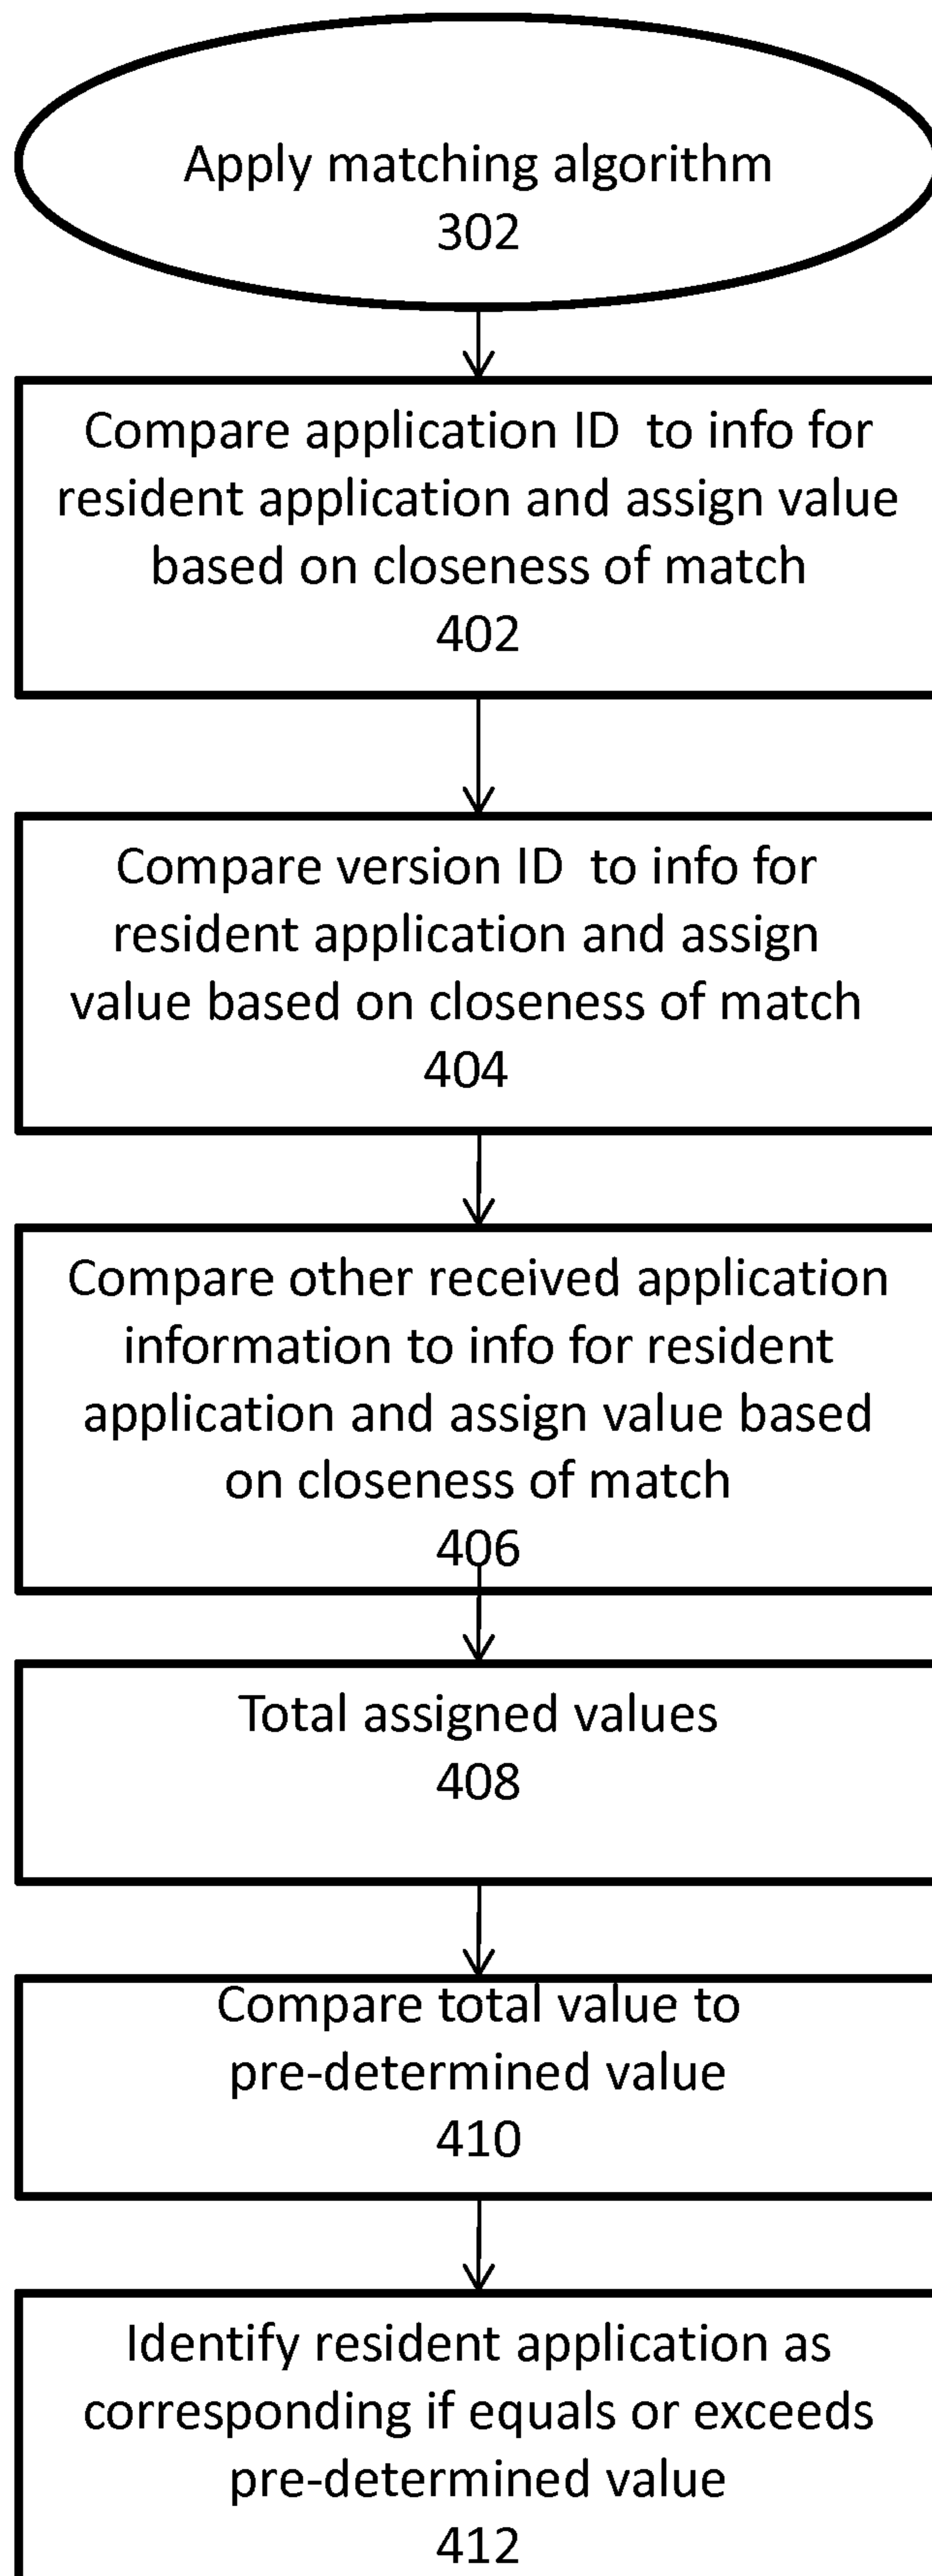 Apply matching algorithm
302
Compare application ID to info for
resident application and assign value
based on closeness of match
402
Compare version ID to info for
resident application and assign
value based on closeness of match
404
Compare other received application
information to info for resident
application and assign value based
on closeness of match
406
Total assigned values
408
Compare total value to
pre-determined value
410
Identify resident application as
corresponding if equals or exceeds
pre-determined value
412